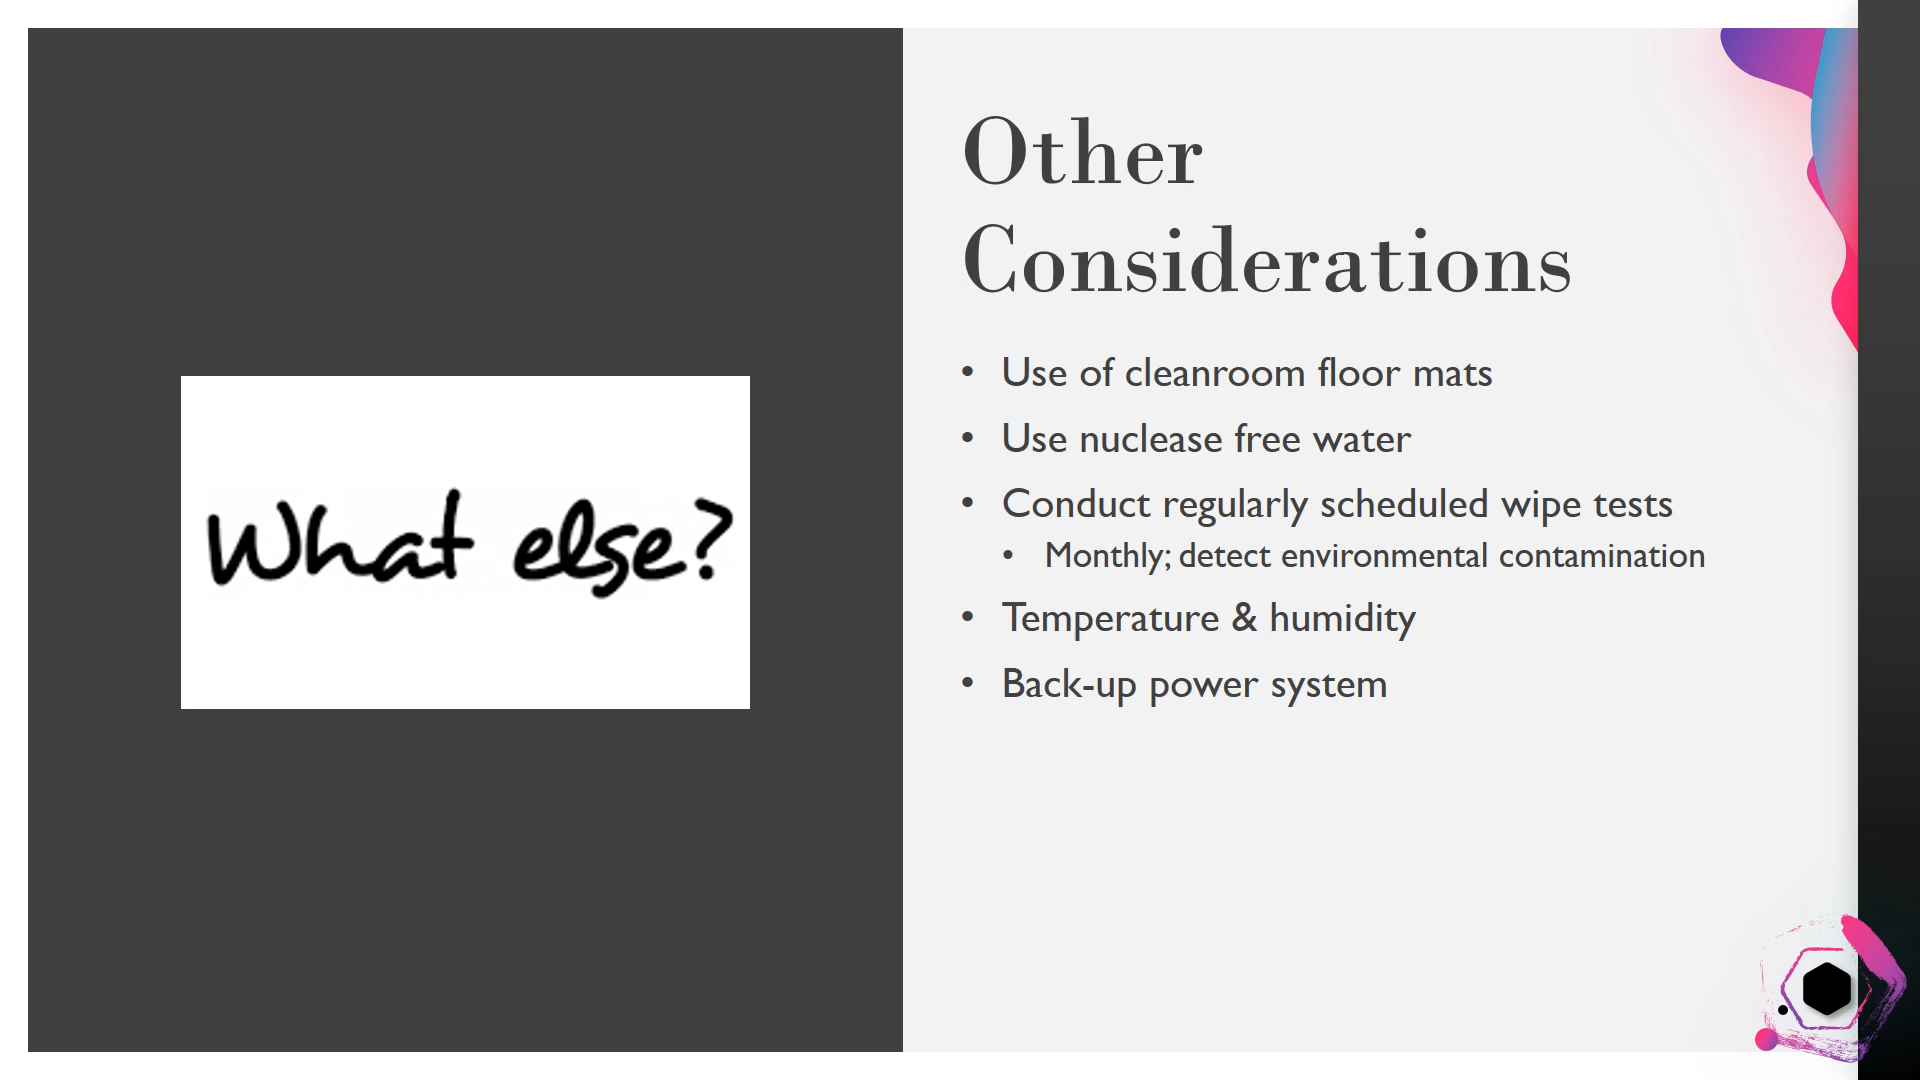 What else?
Other
Considerations
• Use of cleanroom floor mats
• Use nuclease free water
• Conduct regularly scheduled wipe tests
• Monthly; detect environmental contamination
• Temperature & humidity
• Back-up power system